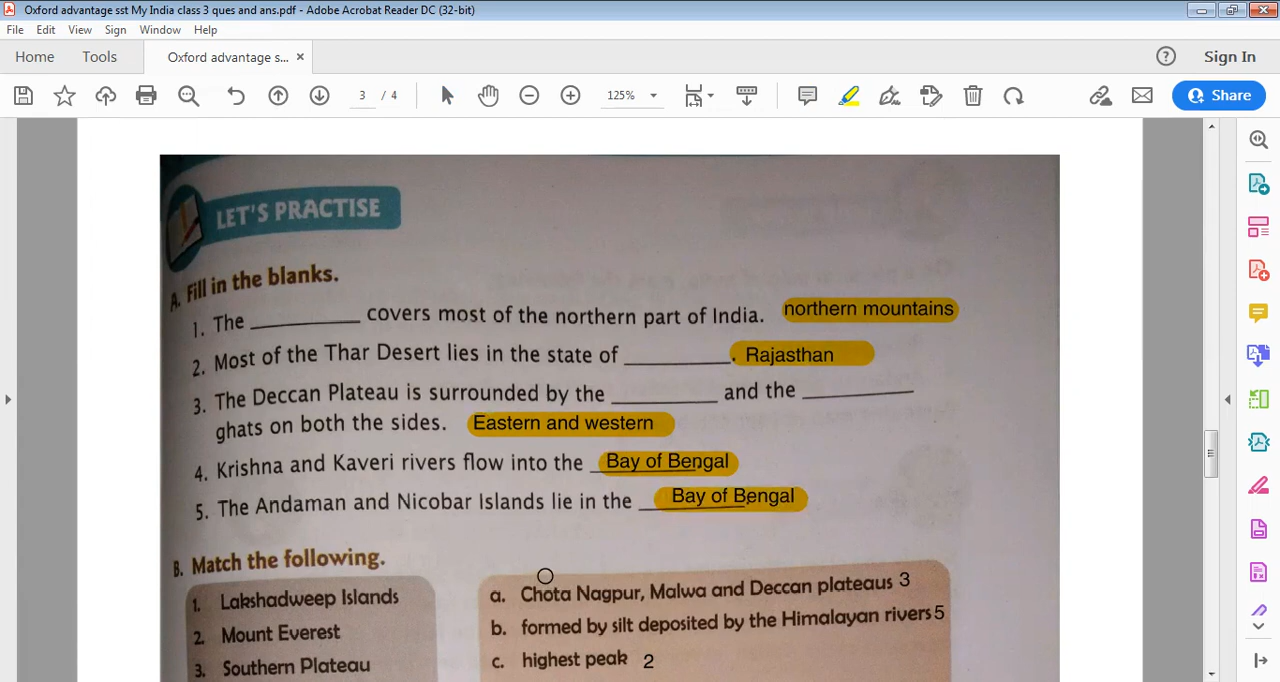 Oxford advantage sst My India class 3 ques and ans.pdf - Adobe Acrobat Reader DC (32-bit)
File Edit View Sign Window Help
Home Tools Oxford advantage s... × ? Sign In
3 / 4 125% Share
LET'S PRACTISE
A. Fill in the blanks.
1. The __________ covers most of the northern part of India. northern mountains
2. Most of the Thar Desert lies in the state of __________. Rajasthan
3. The Deccan Plateau is surrounded by the __________ and the __________
ghats on both the sides. Eastern and western
4. Krishna and Kaveri rivers flow into the Bay of Bengal.
5. The Andaman and Nicobar Islands lie in the Bay of Bengal.
B. Match the following.
1. Lakshadweep Islands
2. Mount Everest
3. Southern Plateau
a. Chota Nagpur, Malwa and Deccan plateaus 3
b. formed by silt deposited by the Himalayan rivers 5
c. highest peak 2